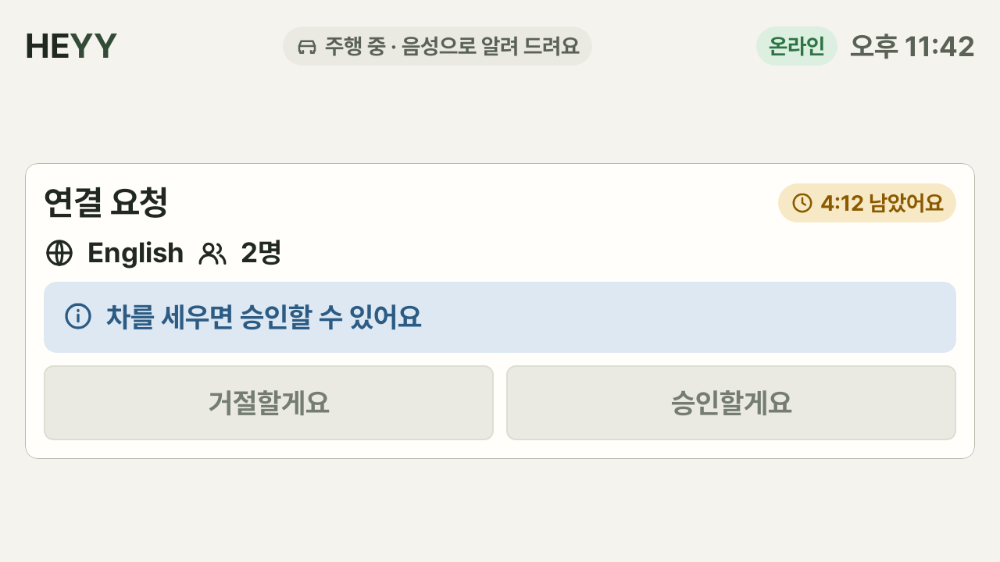 HEYY
주행 중 · 음성으로 알려 드려요
온라인
오후 11:42
연결 요청
4:12 남았어요
English 2명
차를 세우면 승인할 수 있어요
거절할게요
승인할게요